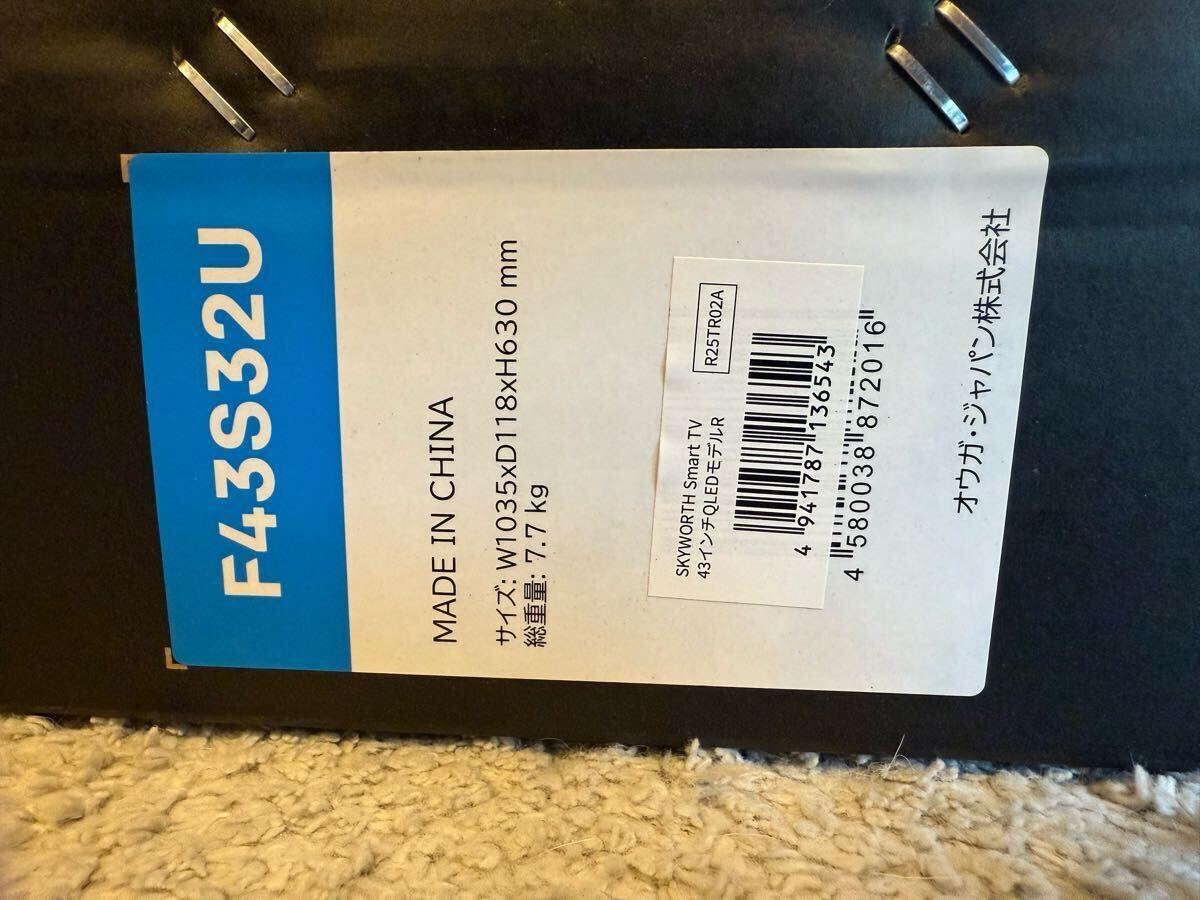 F43S32U
MADE IN CHINA
サイズ: W1035xD118xH630 mm
総重量: 7.7 kg
SKYWORTH Smart TV
43インチQLEDモデルR
R25TR02A
4 941787 136543
4 580038 872016
オウガ・ジャパン株式会社